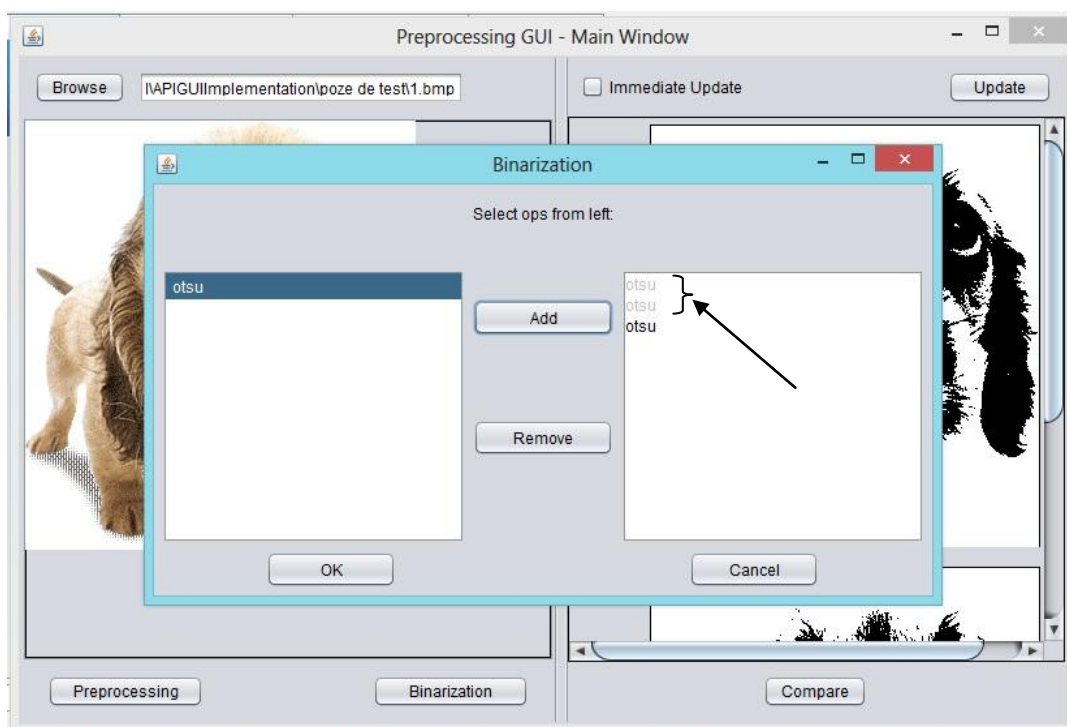 Preprocessing GUI - Main Window
Browse
I\APIGUIImplementation\poze de test\1.bmp
Immediate Update
Update
Binarization
Select ops from left:
otsu
Add
Remove
otsu
otsu
otsu
OK
Cancel
Preprocessing
Binarization
Compare